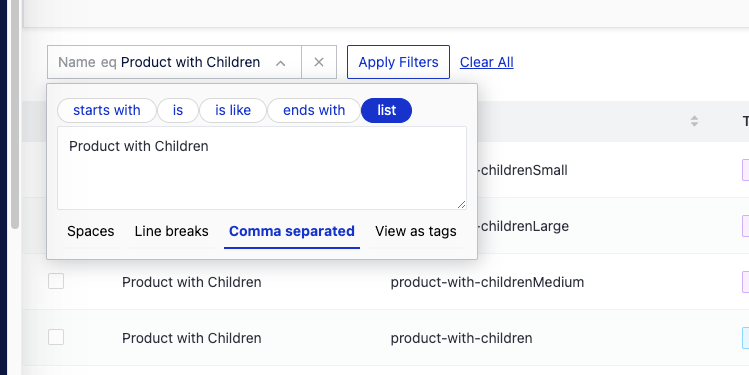 Name eq Product with Children
Apply Filters
Clear All
starts with
is
is like
ends with
list
Product with Children
Spaces
Line breaks
Comma separated
View as tags
T
-childrenSmall
-childrenLarge
Product with Children product-with-childrenMedium
Product with Children product-with-children